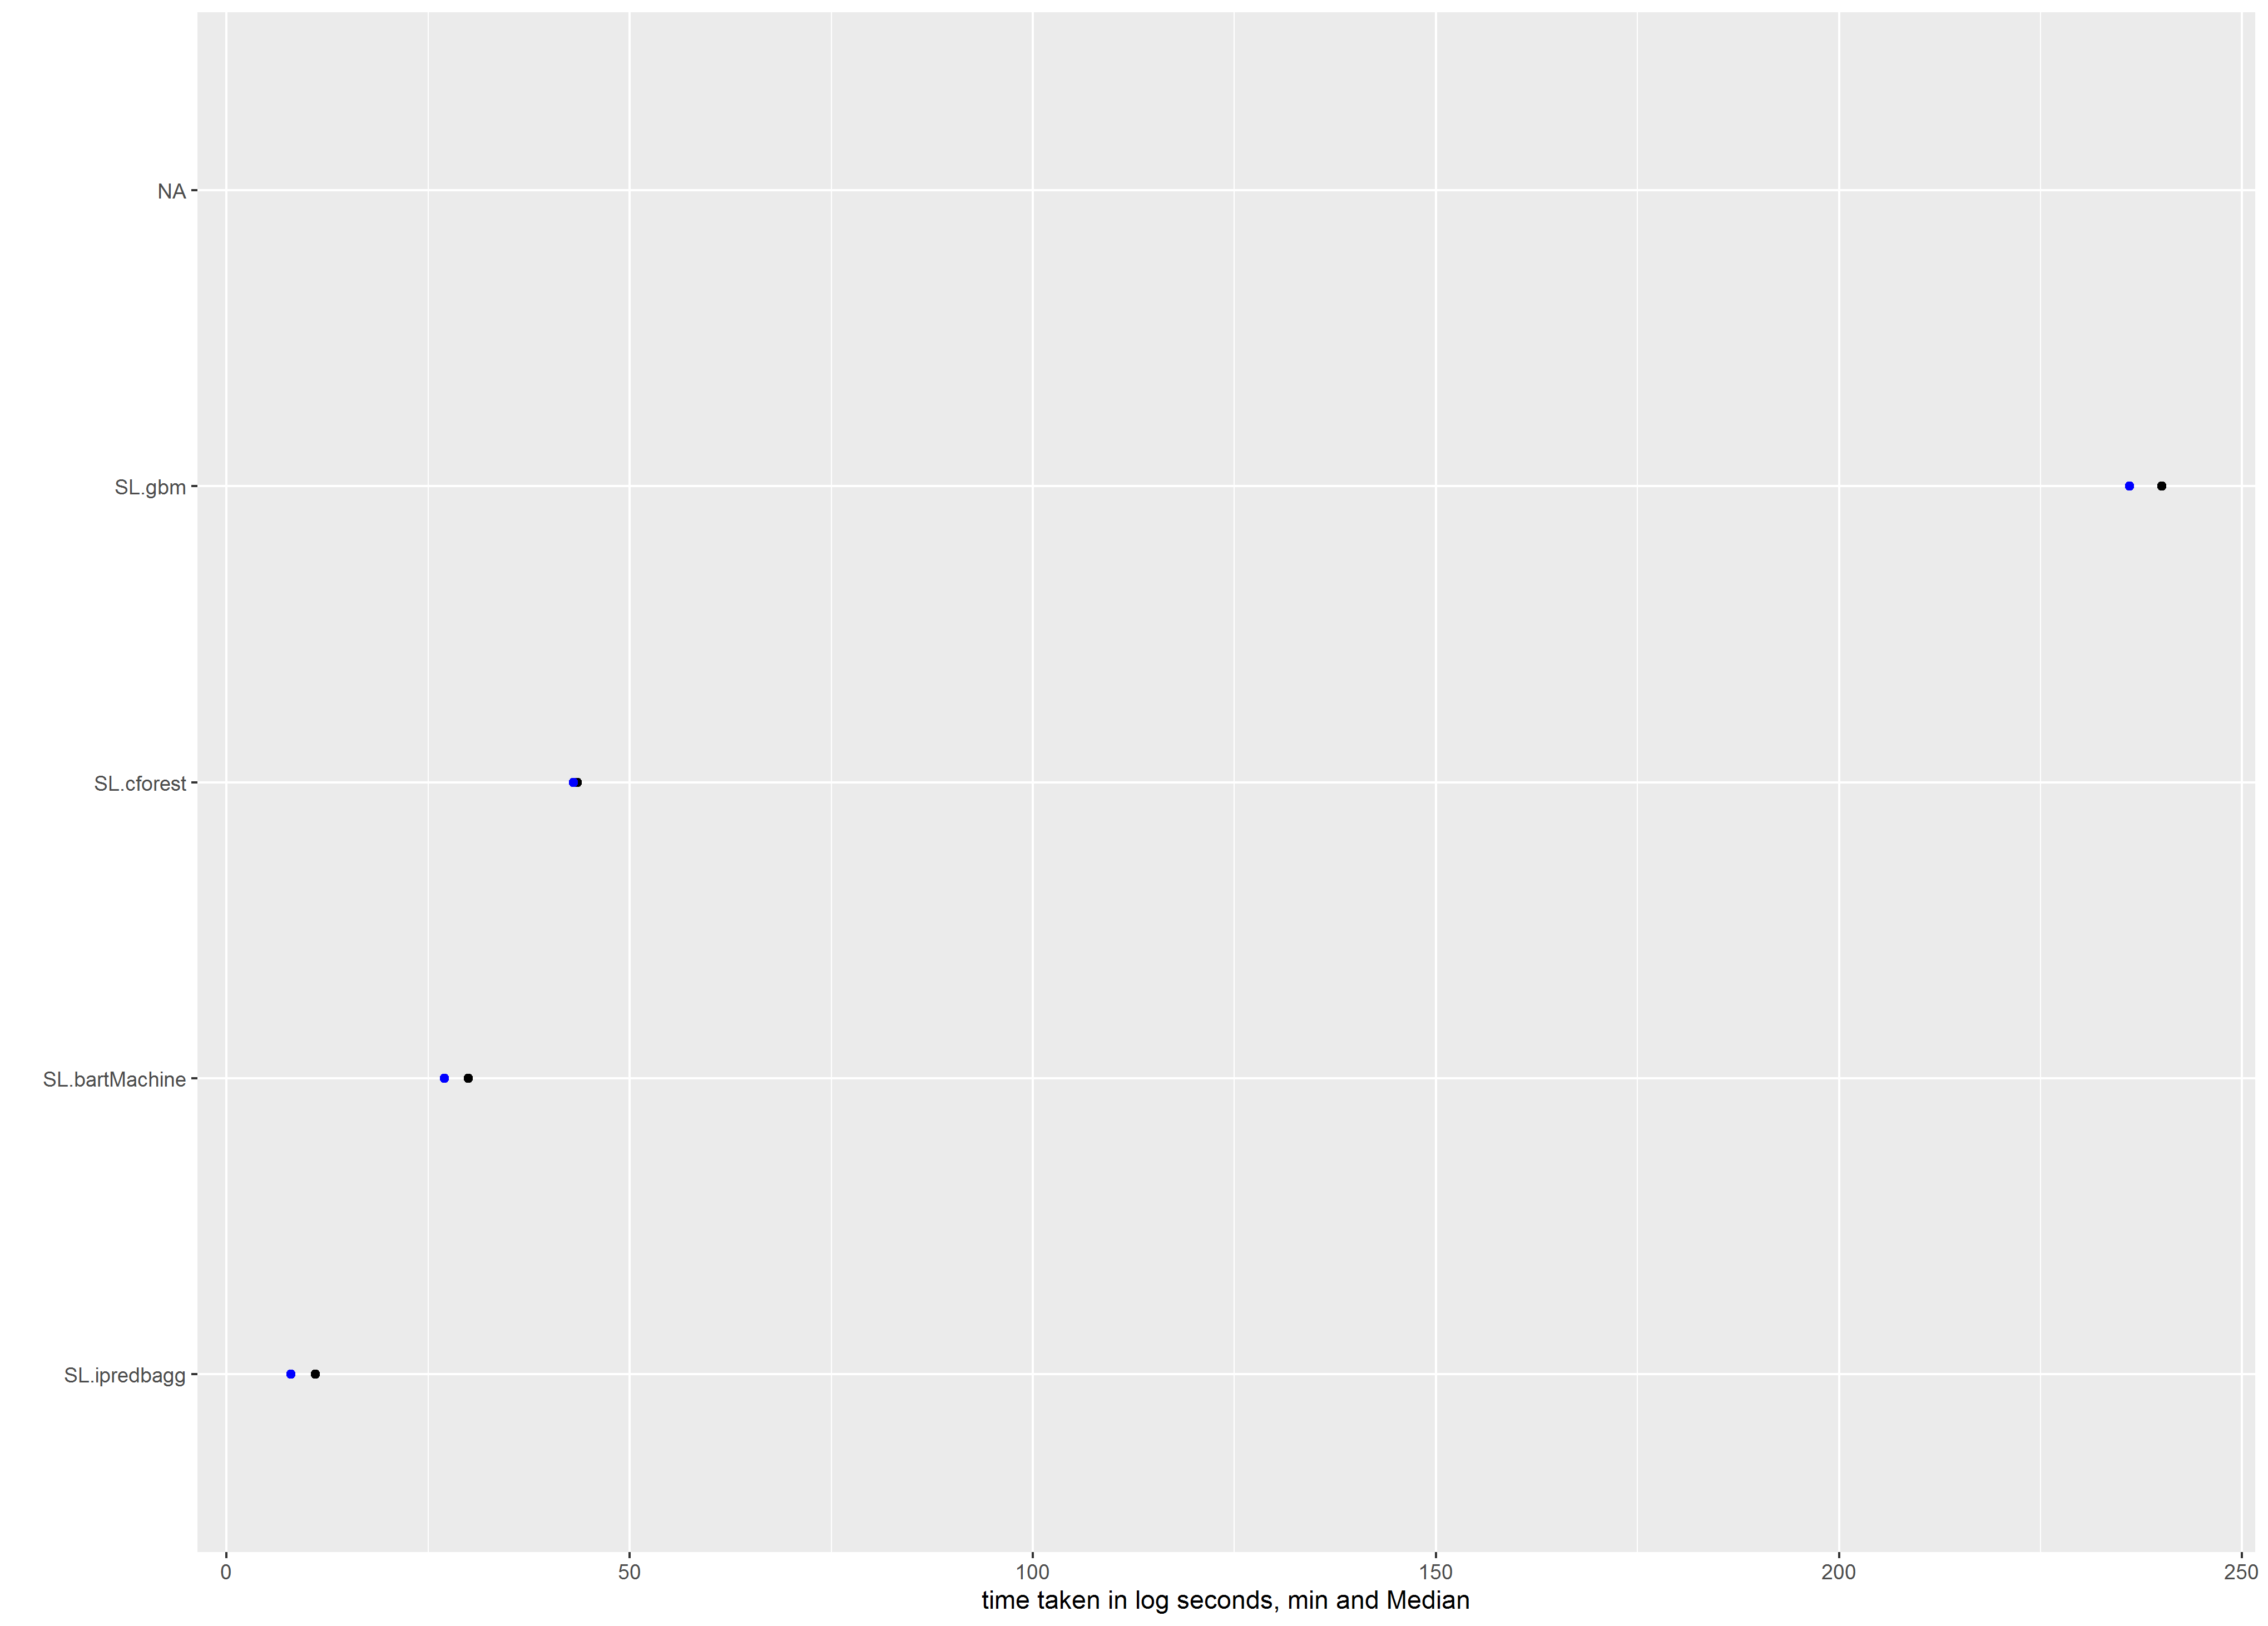 NA
SL.gbm
SL.cforest
SL.bartMachine
SL.ipredbagg
0 50 100 150 200 250
time taken in log seconds, min and Median